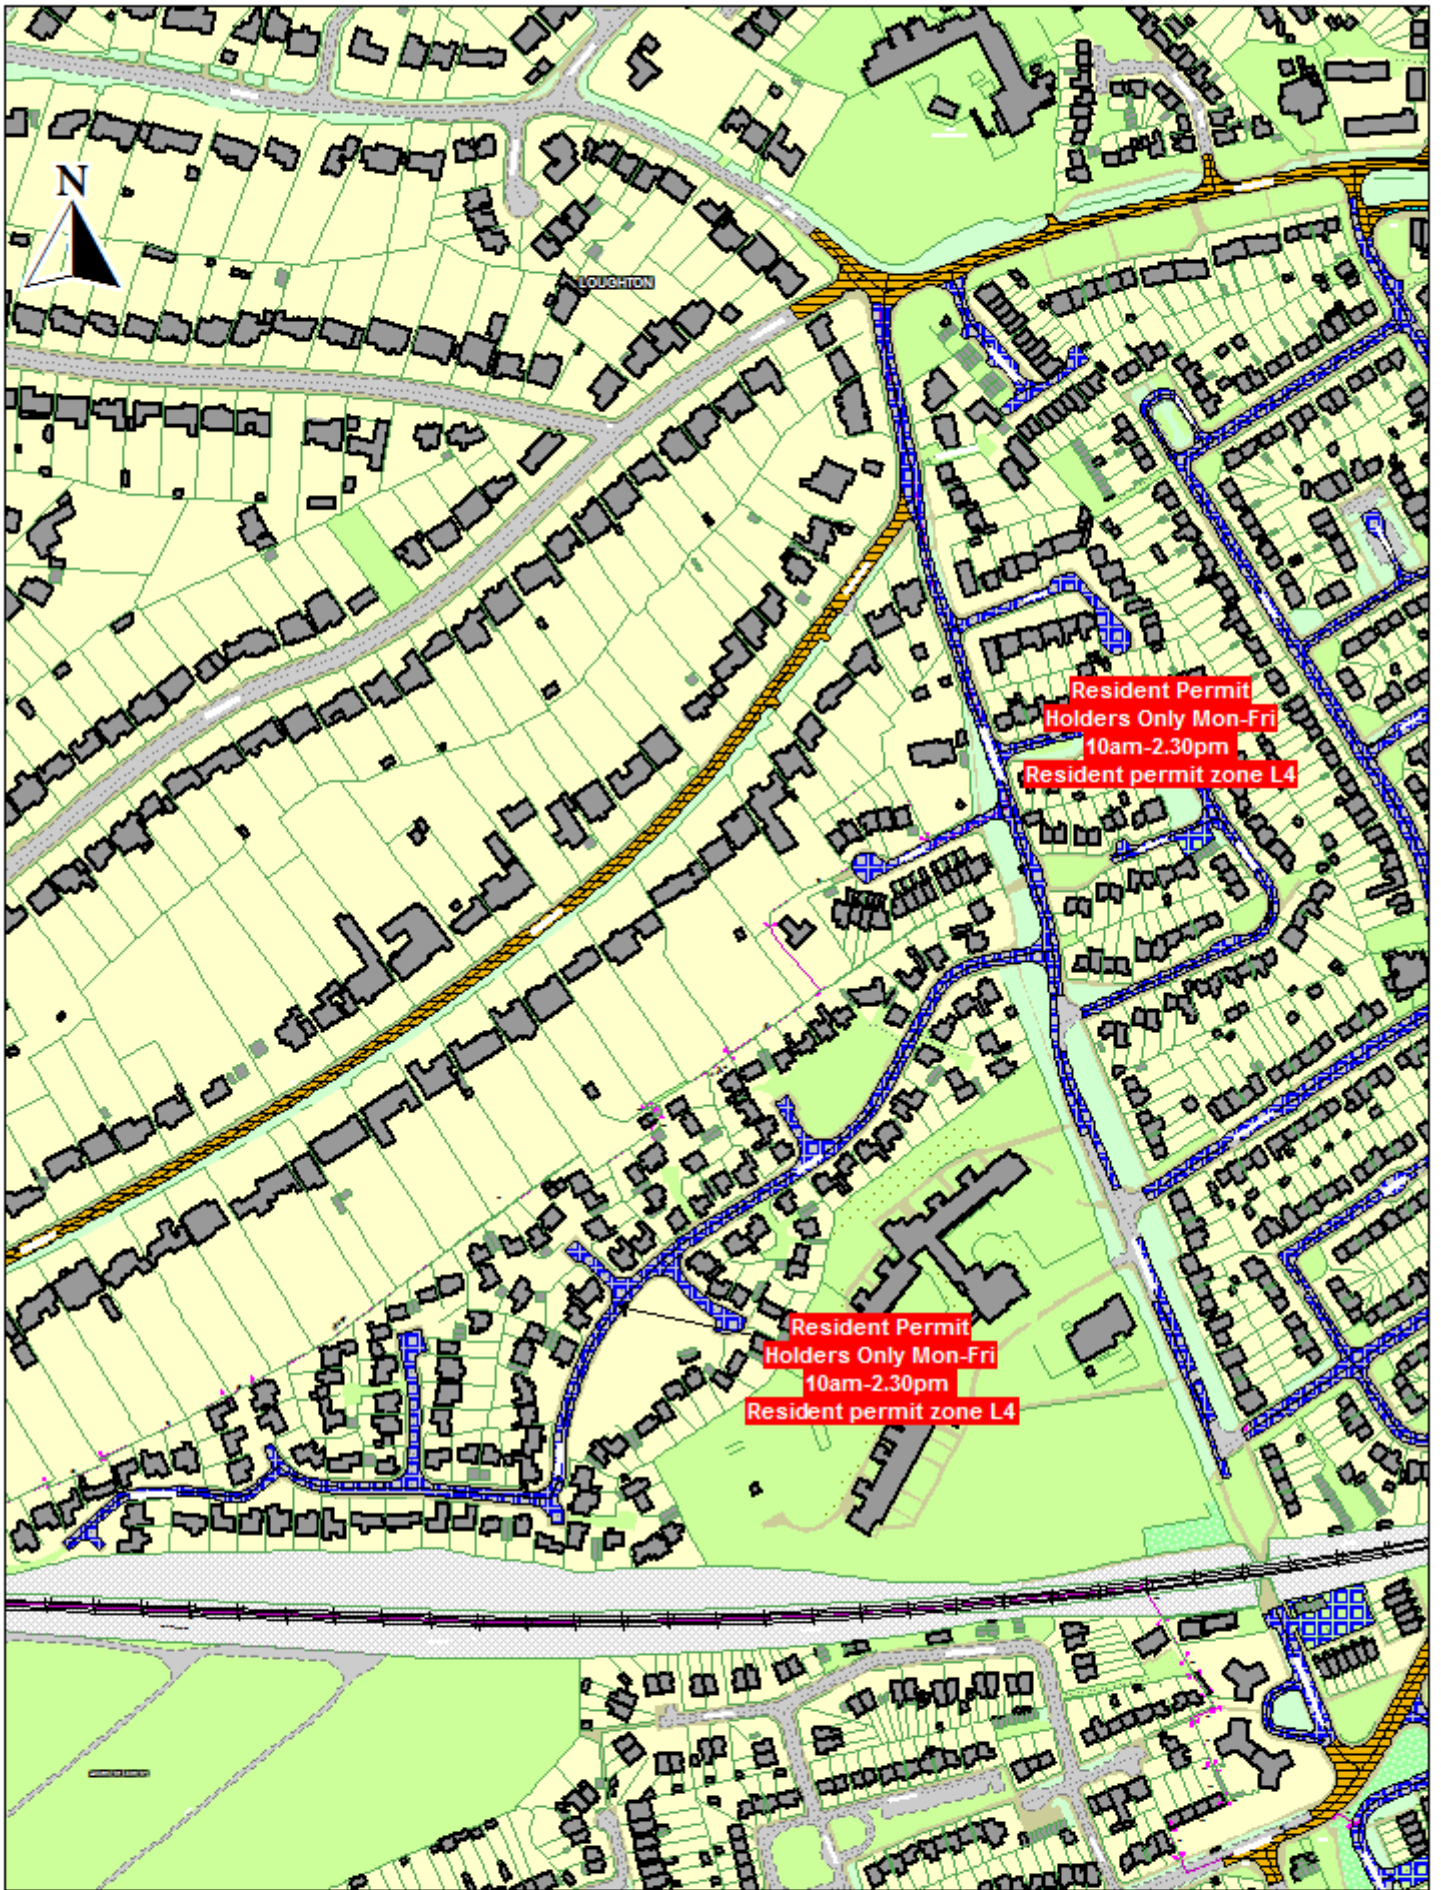 N
LOUGHTON
Resident Permit
Holders Only Mon-Fri
10am-2.30pm
Resident permit zone L4
Resident Permit
Holders Only Mon-Fri
10am-2.30pm
Resident permit zone L4